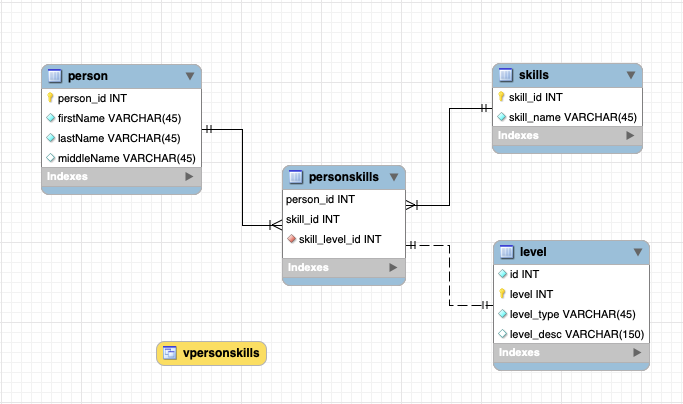 person
person_id INT
firstName VARCHAR(45)
lastName VARCHAR(45)
middleName VARCHAR(45)
Indexes
skills
skill_id INT
skill_name VARCHAR(45)
Indexes
personskills
person_id INT
skill_id INT
skill_level_id INT
Indexes
level
id INT
level INT
level_type VARCHAR(45)
level_desc VARCHAR(150)
Indexes
vpersonskills